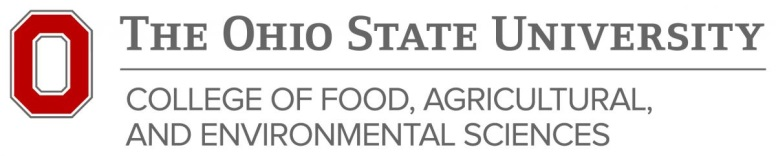 THE OHIO STATE UNIVERSITY
COLLEGE OF FOOD, AGRICULTURAL,
AND ENVIRONMENTAL SCIENCES